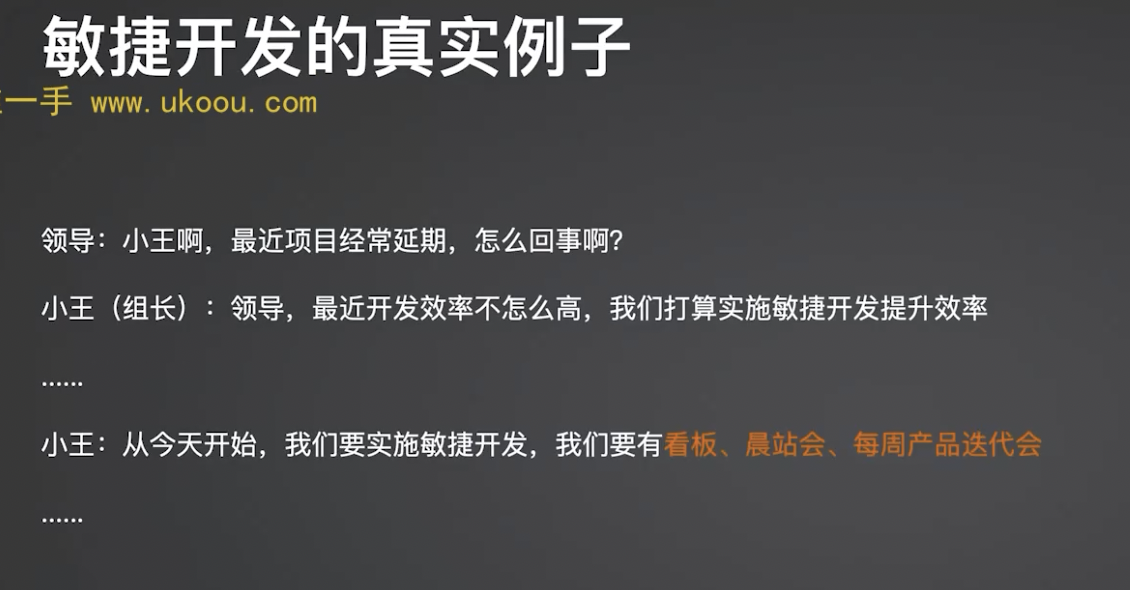 敏捷开发的真实例子
一手 www.ukoou.com
领导：小王啊，最近项目经常延期，怎么回事啊？
小王（组长）：领导，最近开发效率不怎么高，我们打算实施敏捷开发提升效率
......
小王：从今天开始，我们要实施敏捷开发，我们要有看板、晨站会、每周产品迭代会
......